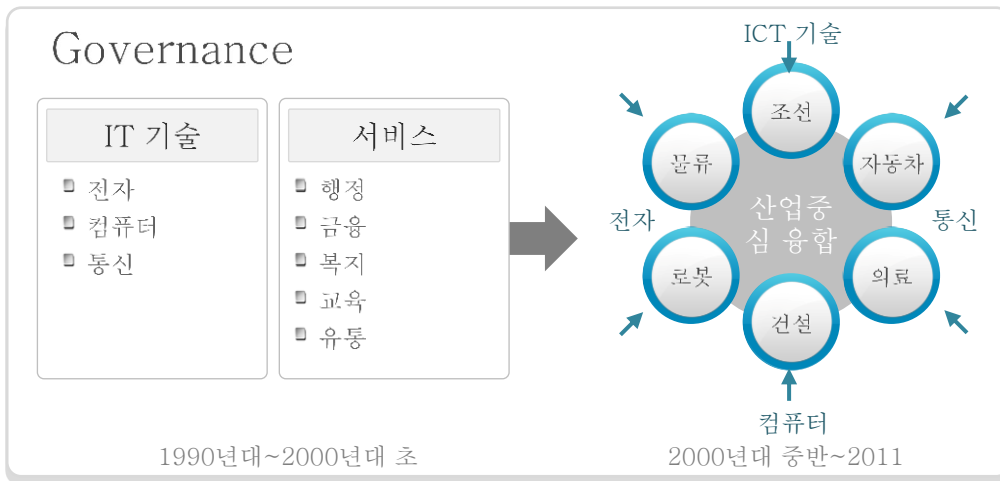 Governance
IT 기술
전자
컴퓨터
통신
서비스
행정
금융
복지
교육
유통
1990년대~2000년대 초
ICT 기술
조선
물류
자동차
전자
산업중
심 융합
통신
로봇
의료
건설
컴퓨터
2000년대 중반~2011